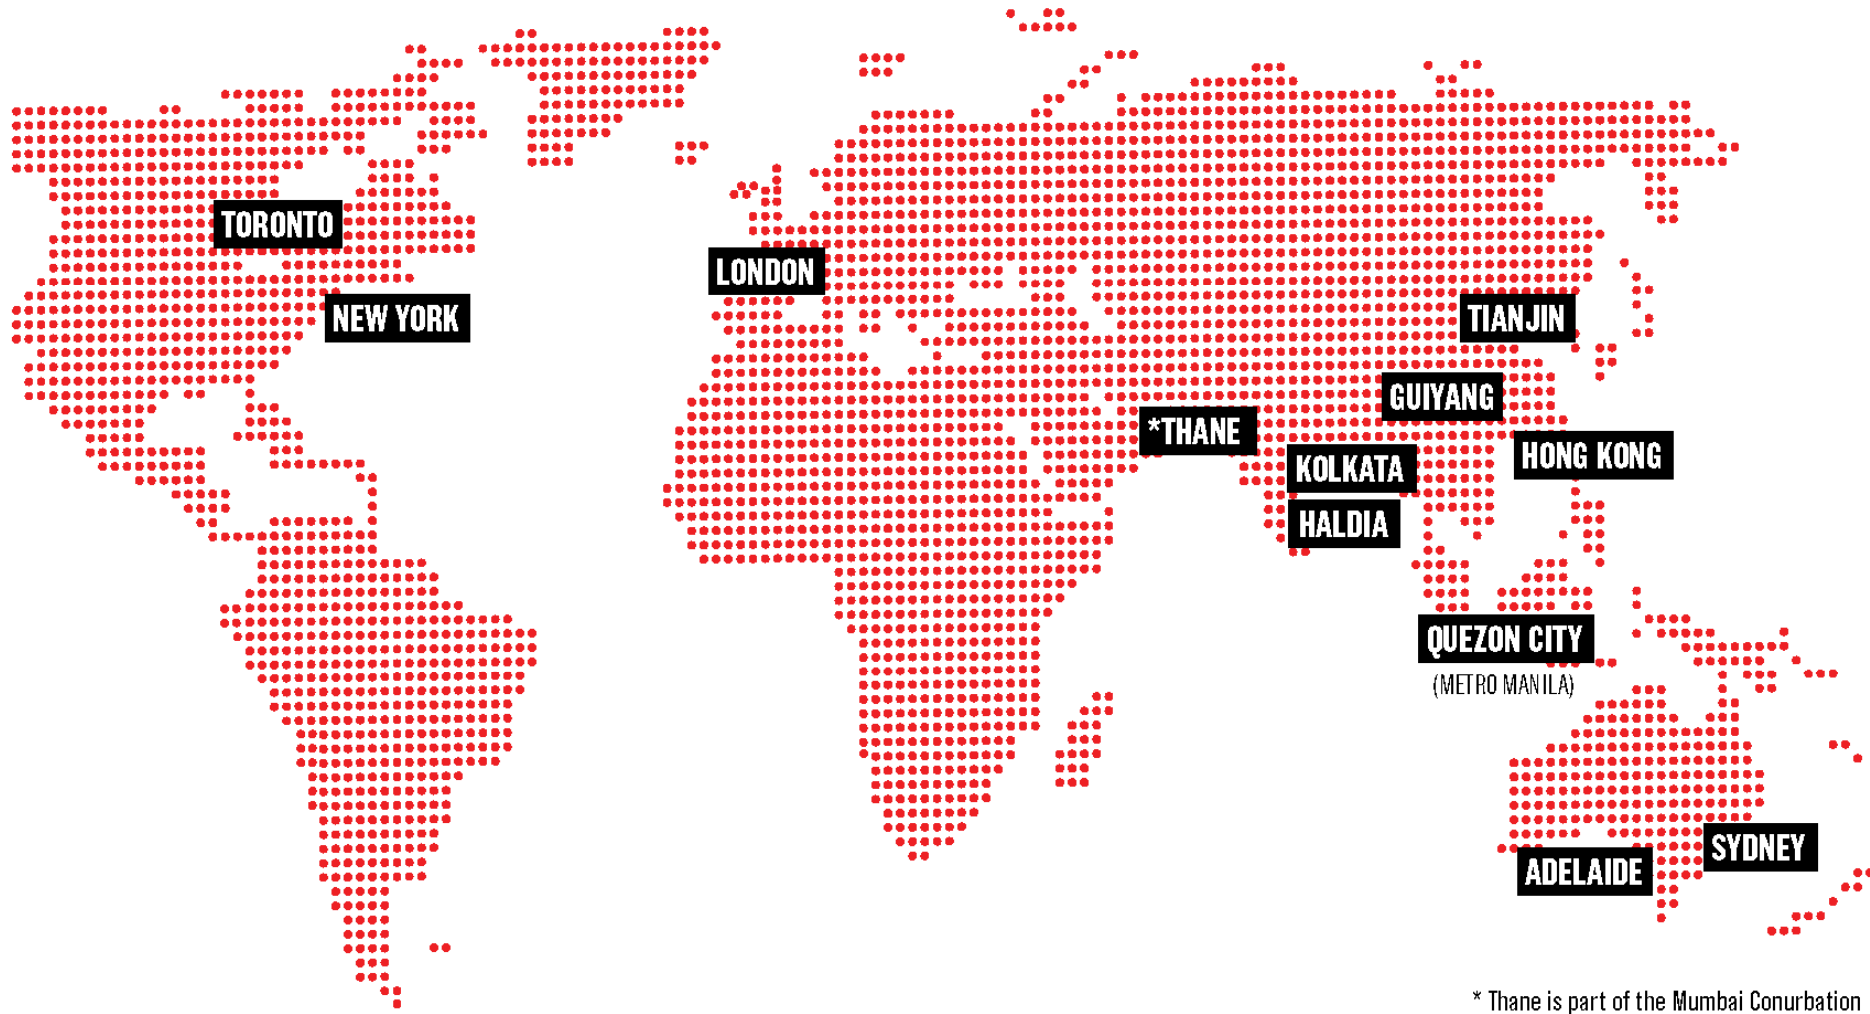 TORONTO
LONDON
NEW YORK
TIANJIN
GUIYANG
*THANE
HONG KONG
KOLKATA
HALDIA
QUEZON CITY
(METRO MANILA)
SYDNEY
ADELAIDE
* Thane is part of the Mumbai Conurbation